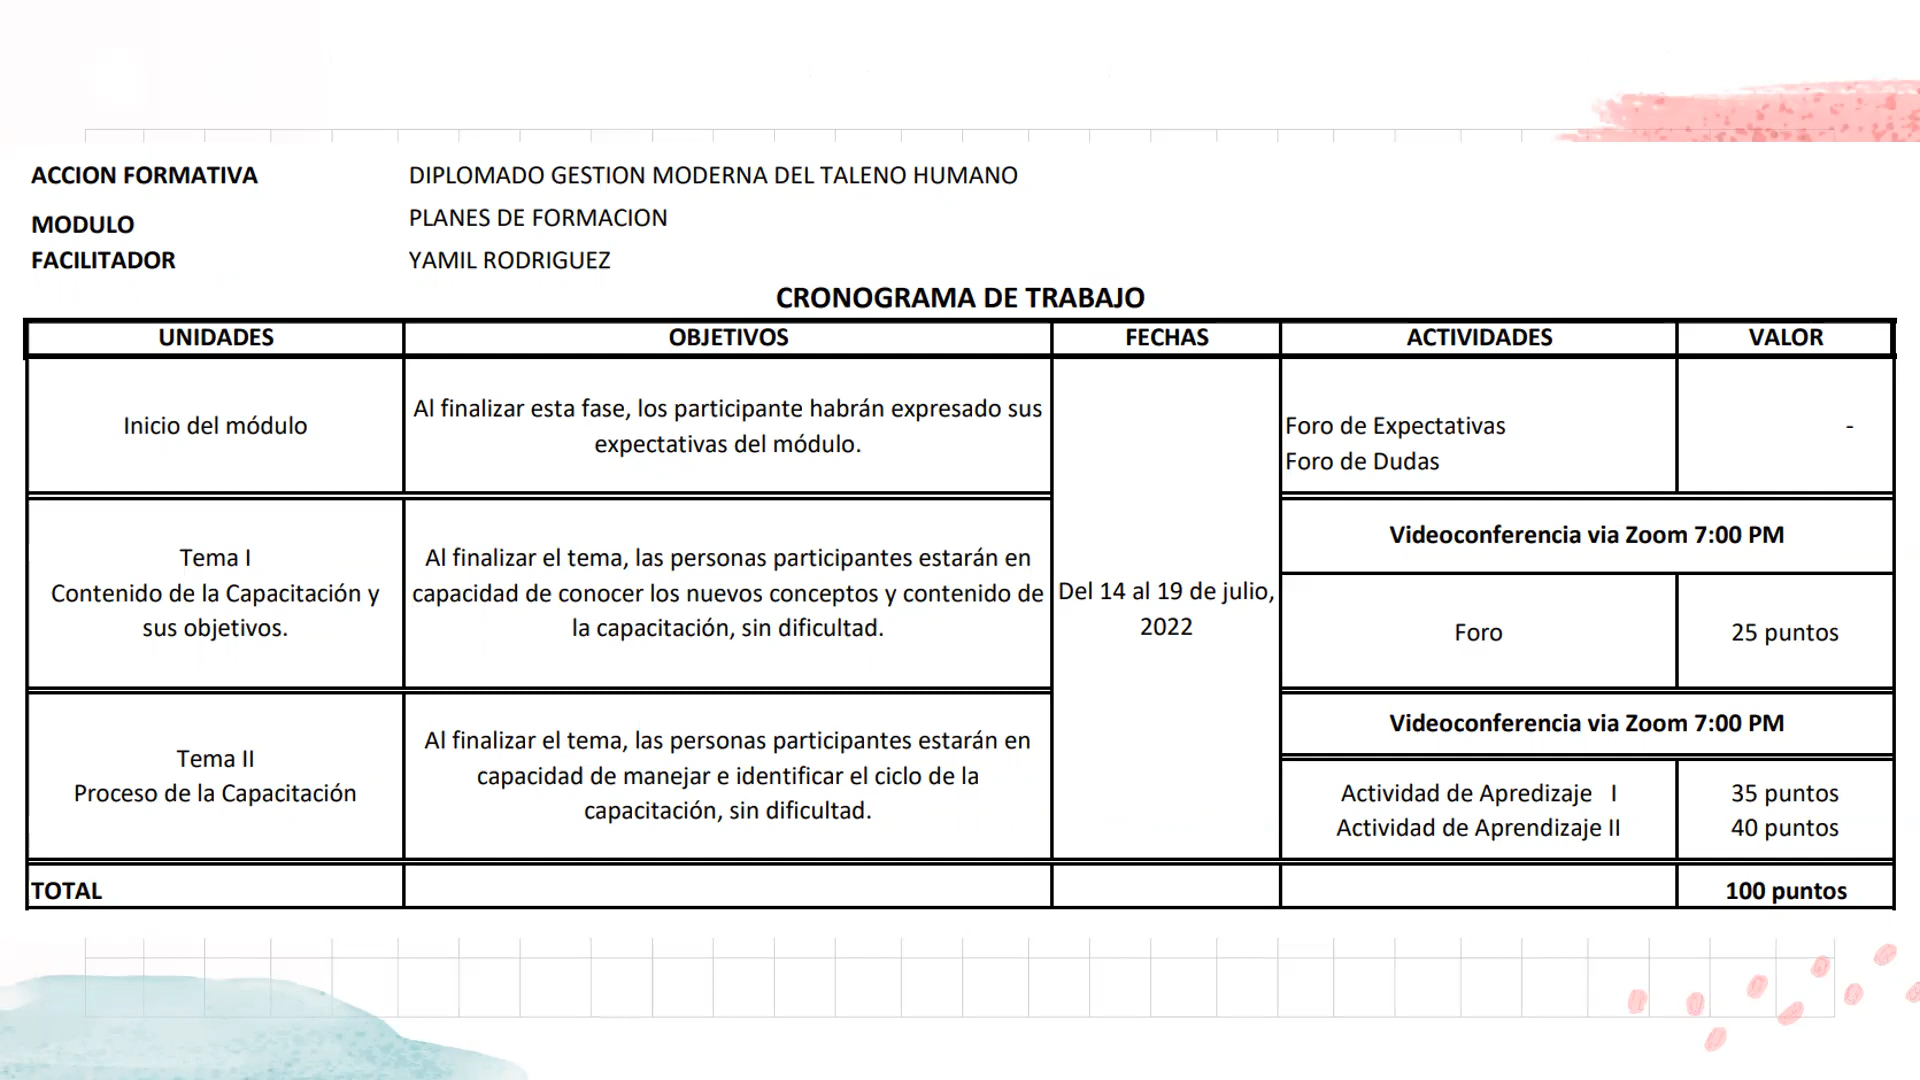 ACCION FORMATIVA DIPLOMADO GESTION MODERNA DEL TALENO HUMANO
MODULO PLANES DE FORMACION
FACILITADOR YAMIL RODRIGUEZ
CRONOGRAMA DE TRABAJO
UNIDADES OBJETIVOS FECHAS ACTIVIDADES VALOR
Inicio del módulo
Al finalizar esta fase, los participante habrán expresado sus
expectativas del módulo.
Foro de Expectativas
Foro de Dudas
-
Tema I
Contenido de la Capacitación y
sus objetivos.
Al finalizar el tema, las personas participantes estarán en
capacidad de conocer los nuevos conceptos y contenido de
la capacitación, sin dificultad.
Del 14 al 19 de julio,
2022
Videoconferencia via Zoom 7:00 PM
Foro 25 puntos
Tema II
Proceso de la Capacitación
Al finalizar el tema, las personas participantes estarán en
capacidad de manejar e identificar el ciclo de la
capacitación, sin dificultad.
Videoconferencia via Zoom 7:00 PM
Actividad de Apredizaje I 35 puntos
Actividad de Aprendizaje II 40 puntos
TOTAL 100 puntos